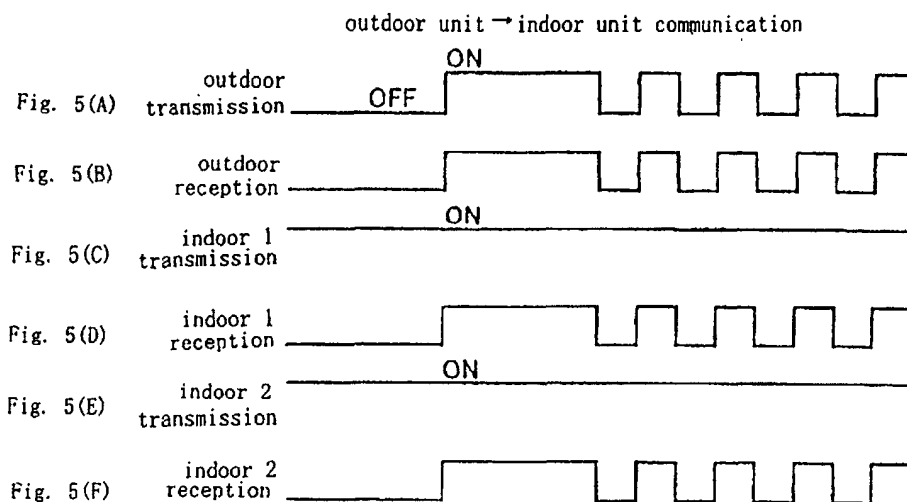 outdoor unit → indoor unit communication
Fig. 5(A) outdoor transmission OFF ON
Fig. 5(B) outdoor reception
Fig. 5(C) indoor 1 transmission ON
Fig. 5(D) indoor 1 reception
Fig. 5(E) indoor 2 transmission ON
Fig. 5(F) indoor 2 reception